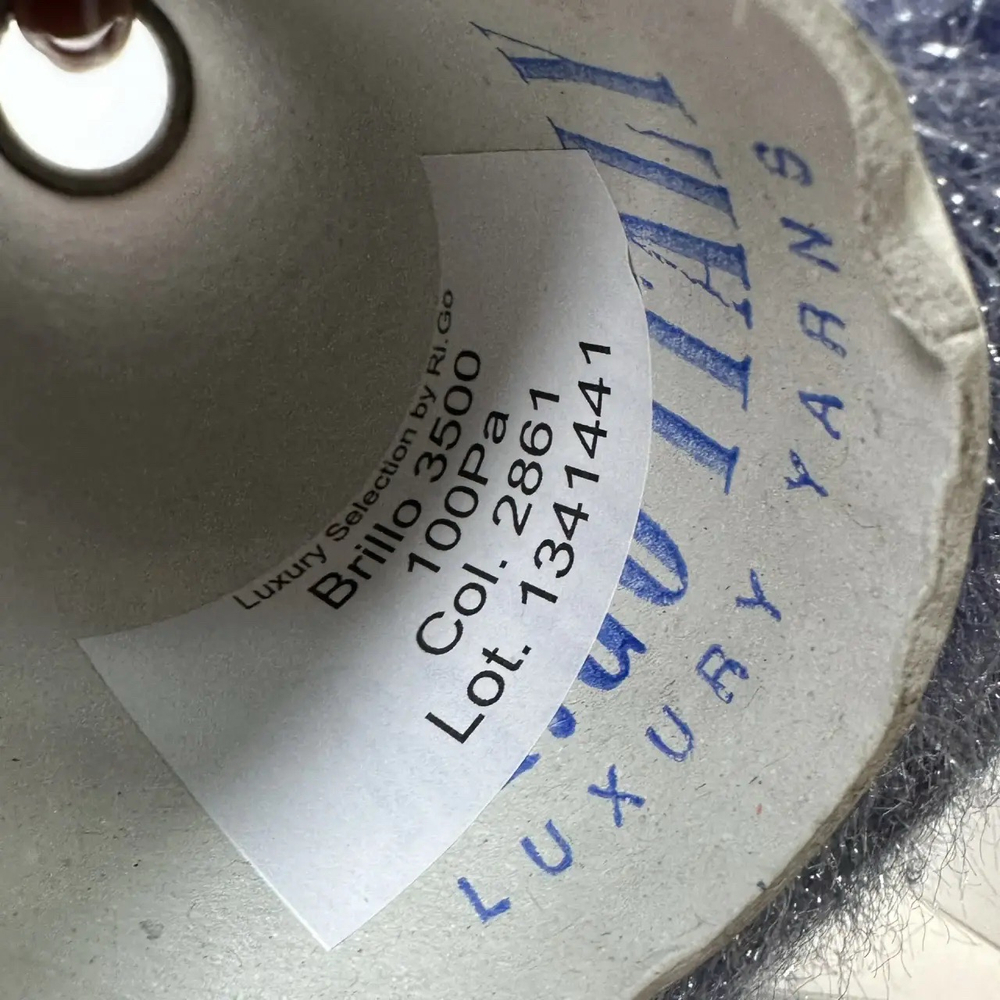 Luxury Selection by RI.Go
Brillo 3500
100Pa
Col. 2861
Lot. 1341441
LUXURY YARNS